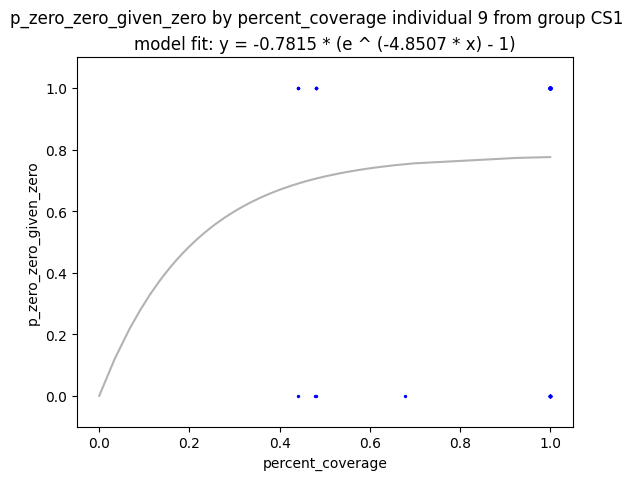 p_zero_zero_given_zero by percent_coverage individual 9 from group CS1
model fit: y = -0.7815 * (e ^ (-4.8507 * x) - 1)
1.0
0.8
0.6
0.4
0.2
0.0
p_zero_zero_given_zero
0.0 0.2 0.4 0.6 0.8 1.0
percent_coverage